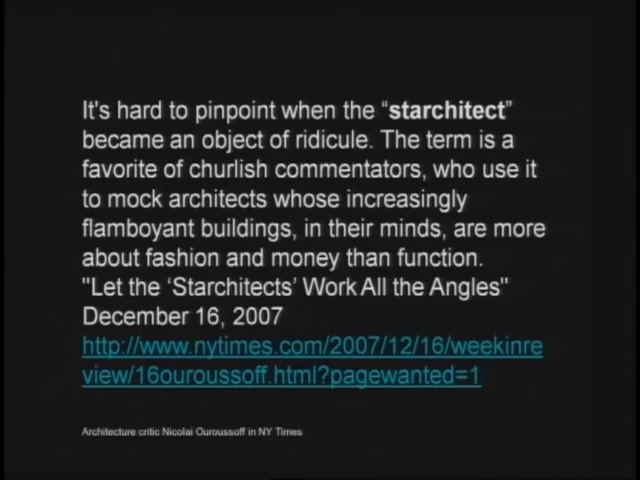 It's hard to pinpoint when the “starchitect”
became an object of ridicule. The term is a
favorite of churlish commentators, who use it
to mock architects whose increasingly
flamboyant buildings, in their minds, are more
about fashion and money than function.
"Let the ‘Starchitects’ Work All the Angles"
December 16, 2007
http://www.nytimes.com/2007/12/16/weekinre
view/16ouroussoff.html?pagewanted=1
Architecture critic Nicolai Ouroussoff in NY Times